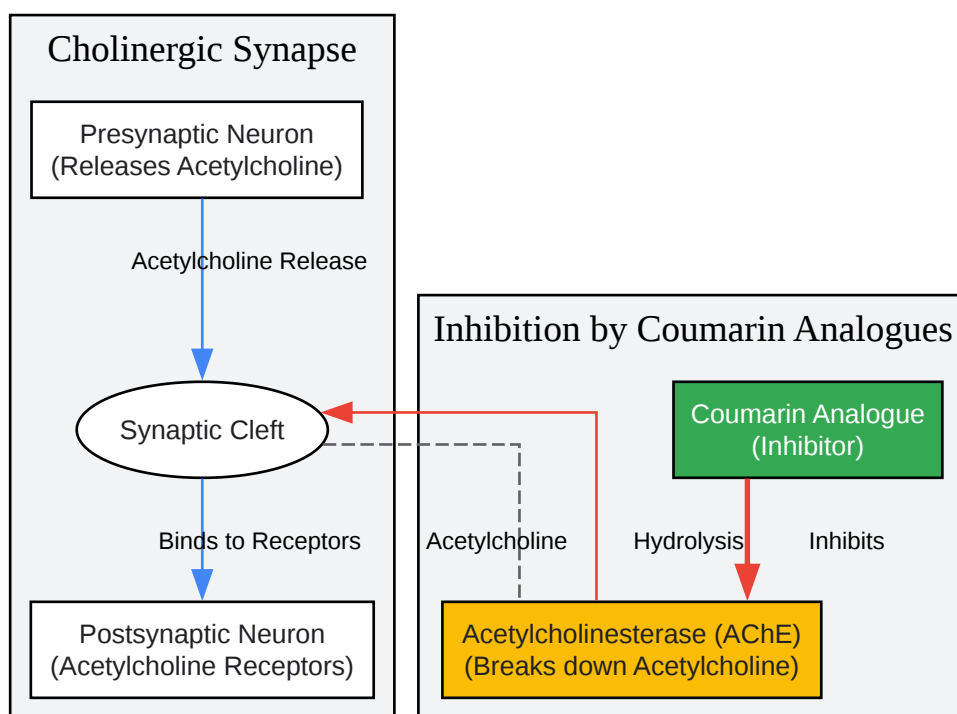 Cholinergic Synapse
Presynaptic Neuron
(Releases Acetylcholine)
Acetylcholine Release
Synaptic Cleft
Binds to Receptors
Postsynaptic Neuron
(Acetylcholine Receptors)
Inhibition by Coumarin Analogues
Coumarin Analogue
(Inhibitor)
Acetylcholine
Hydrolysis
Inhibits
Acetylcholinesterase (AChE)
(Breaks down Acetylcholine)